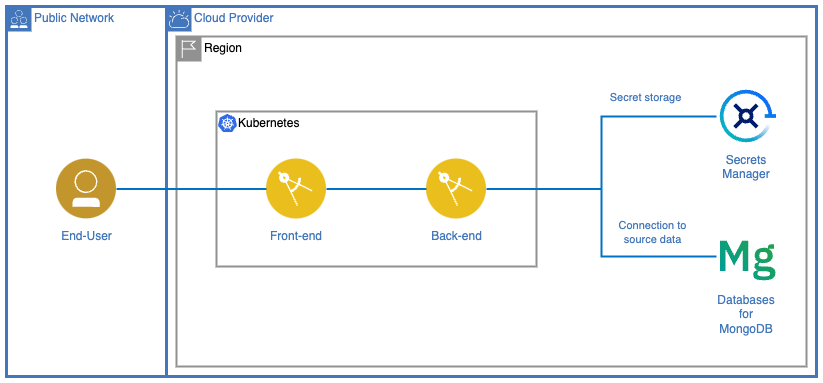 Public Network
Cloud Provider
Region
Kubernetes
End-User
Front-end
Back-end
Secret storage
Secrets
Manager
Connection to
source data
Mg
Databases
for
MongoDB